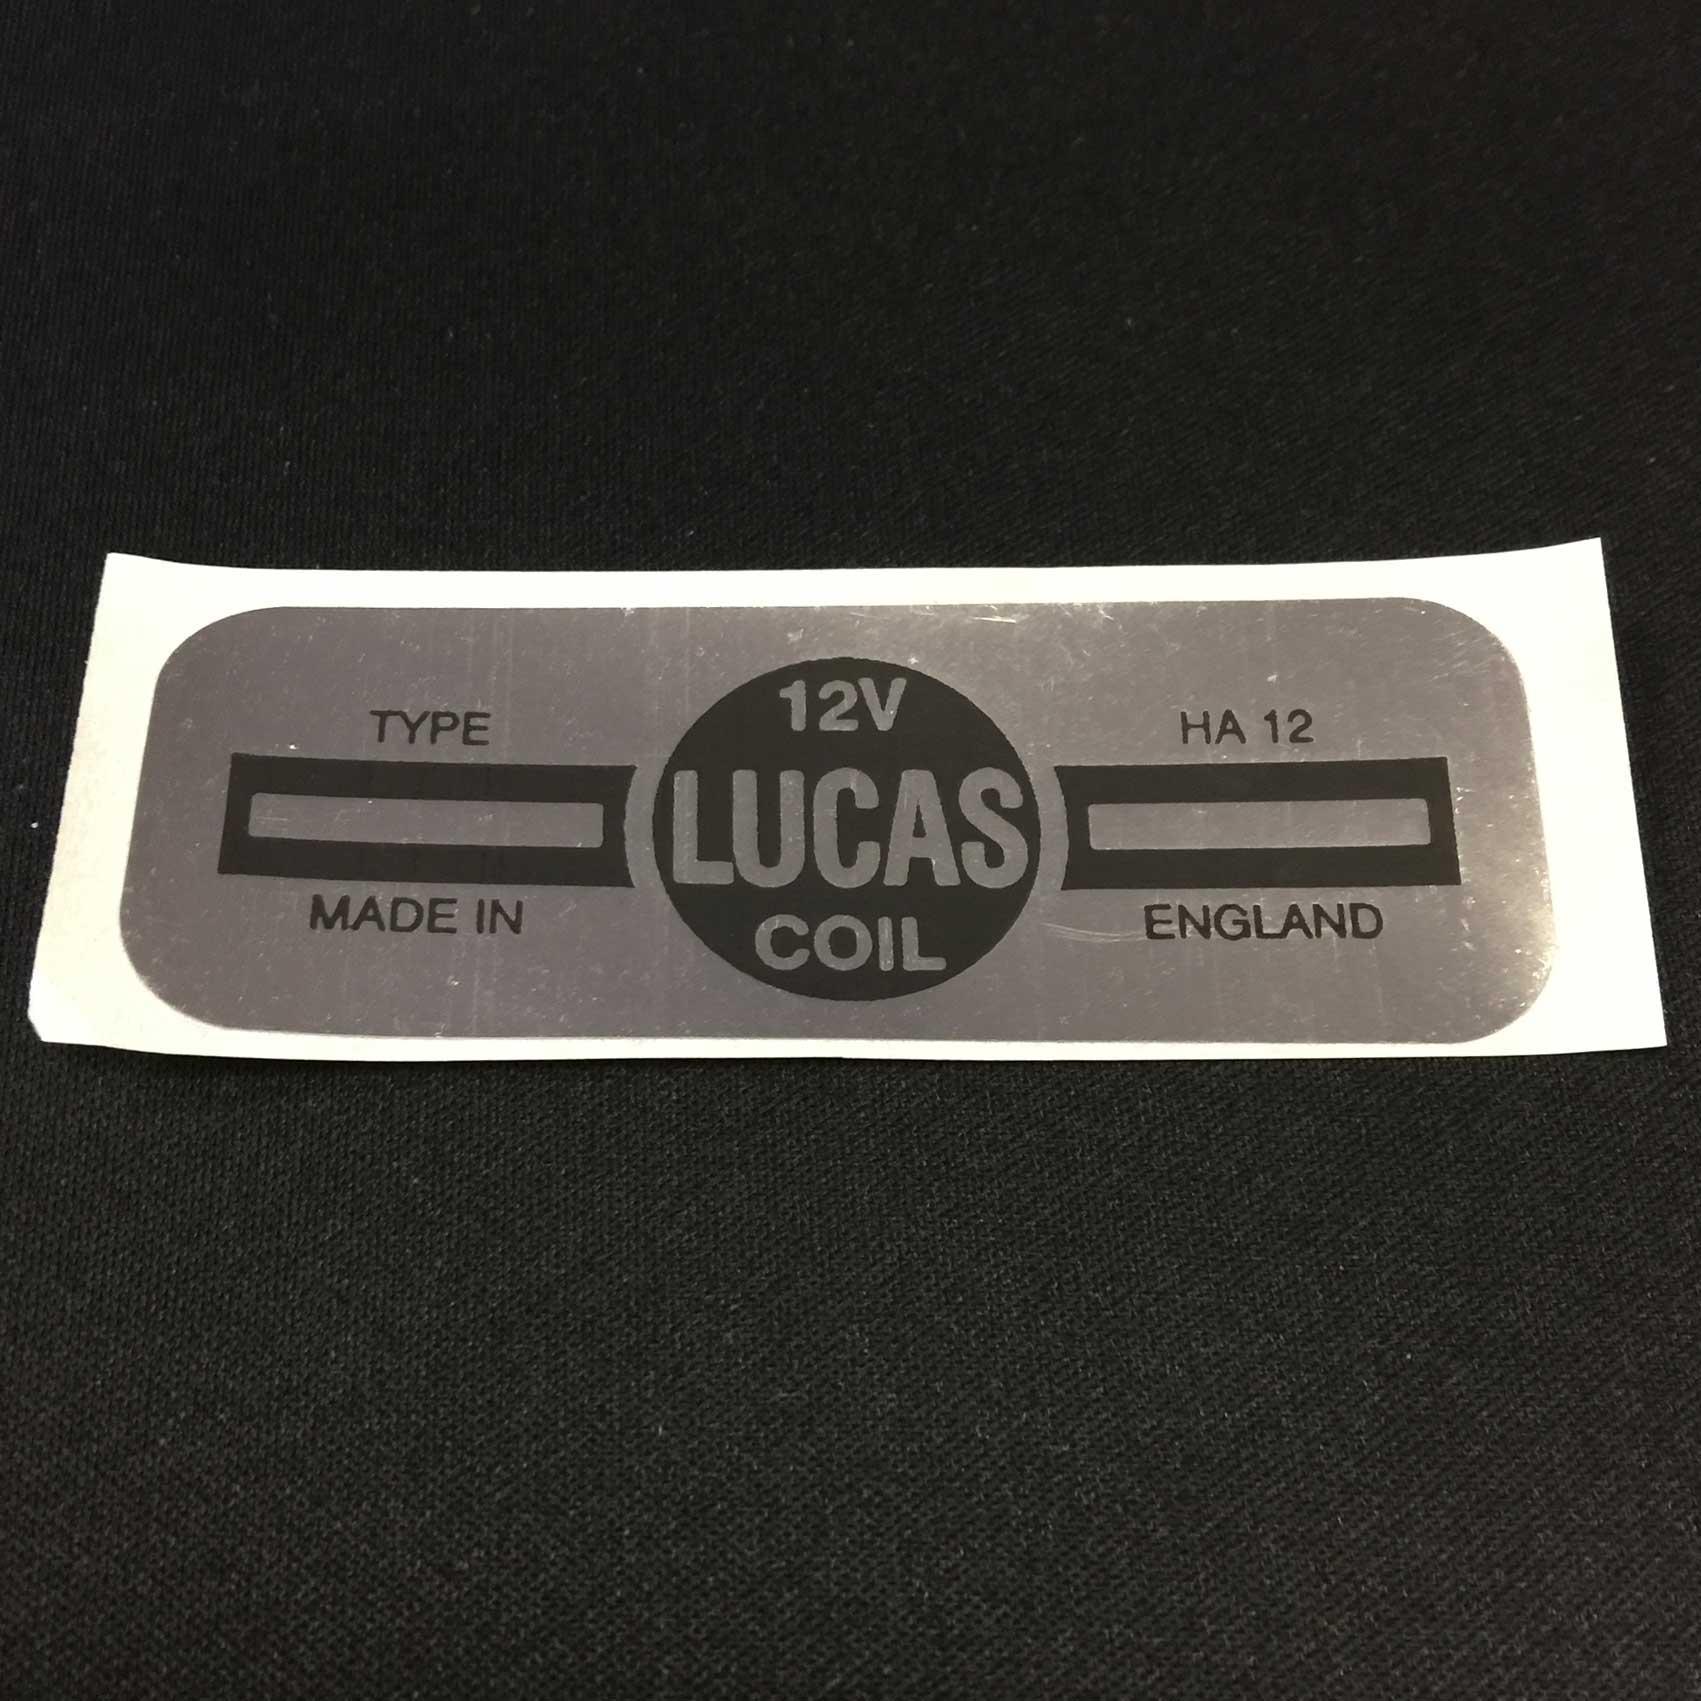 12V
TYPE HA 12
LUCAS
MADE IN ENGLAND
COIL